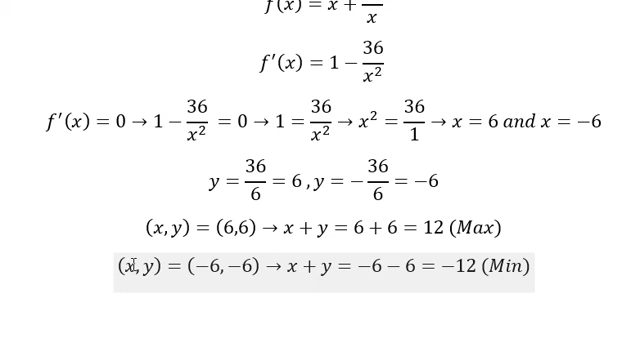 f(x) = x + — x
f′(x) = 1 − 36/x²
f′(x) = 0 → 1 − 36/x² = 0 → 1 = 36/x² → x² = 36/1 → x = 6 and x = −6
y = 36/6 = 6 , y = − 36/6 = −6
(x, y) = (6,6) → x + y = 6 + 6 = 12 (Max)
(x, y) = (−6, −6) → x + y = −6 − 6 = −12 (Min)